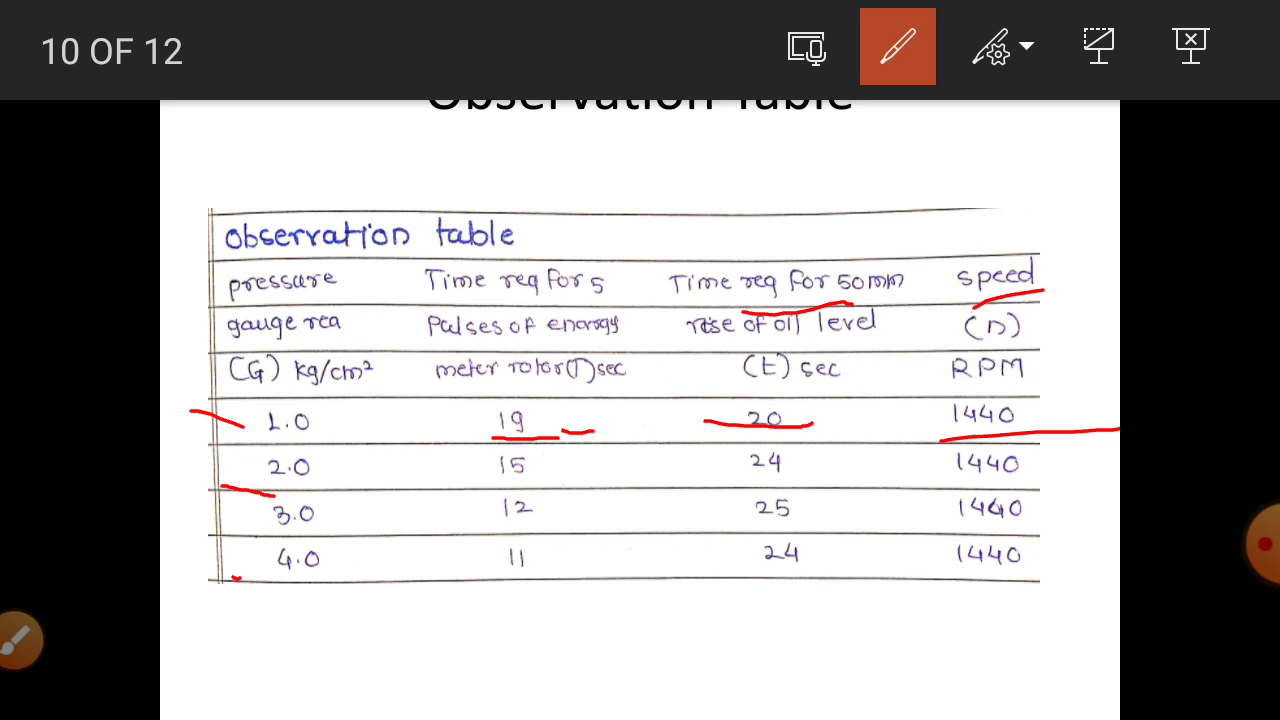 10 OF 12
Observation Table
observation table
pressure Time req for 5 Time req for 50mm speed
gauge rea Pulses of energy rise of oil level (n)
(G) kg/cm² meter rotor(T)sec (t) sec RPM
1.0 19 20 1440
2.0 15 24 1440
3.0 12 25 1440
4.0 11 24 1440